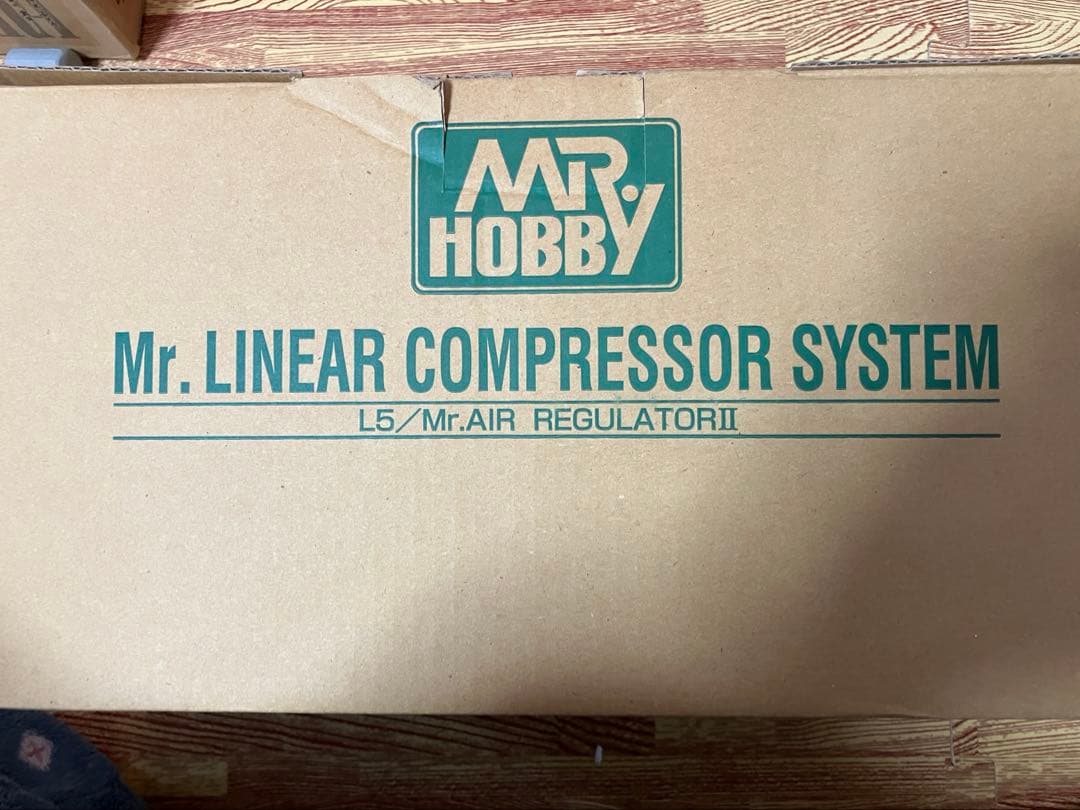 MR.
HOBBY
Mr. LINEAR COMPRESSOR SYSTEM
L5／Mr.AIR REGULATORⅡ